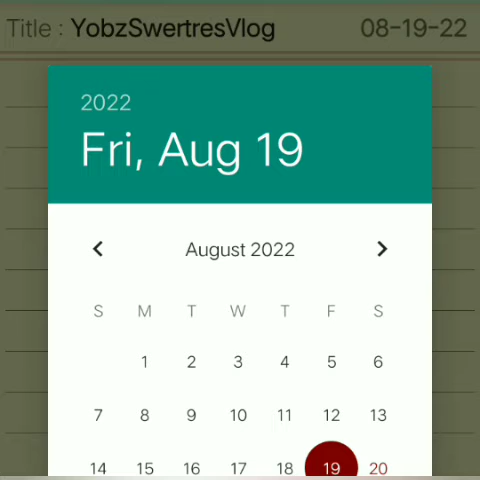 Title : YobzSwertresVlog 08-19-22
2022
Fri, Aug 19
August 2022
S M T W T F S
1 2 3 4 5 6
7 8 9 10 11 12 13
14 15 16 17 18 19 20